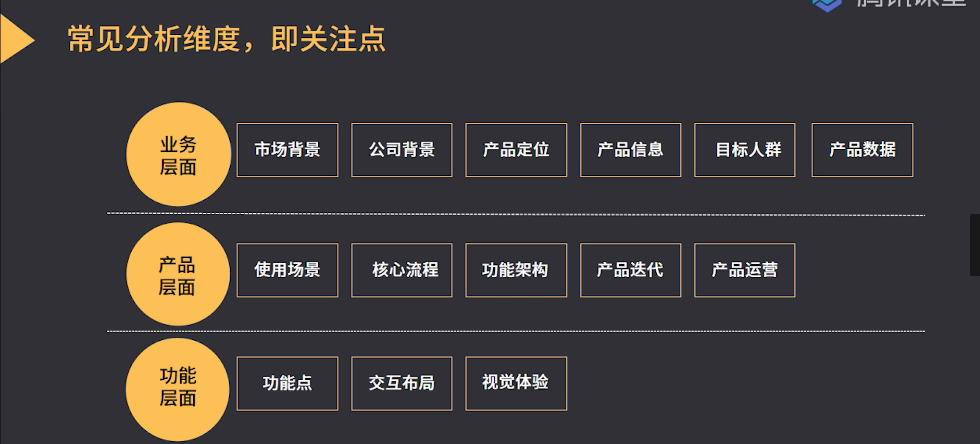 腾讯课堂
常见分析维度，即关注点
业务
层面
市场背景
公司背景
产品定位
产品信息
目标人群
产品数据
产品
层面
使用场景
核心流程
功能架构
产品迭代
产品运营
功能
层面
功能点
交互布局
视觉体验